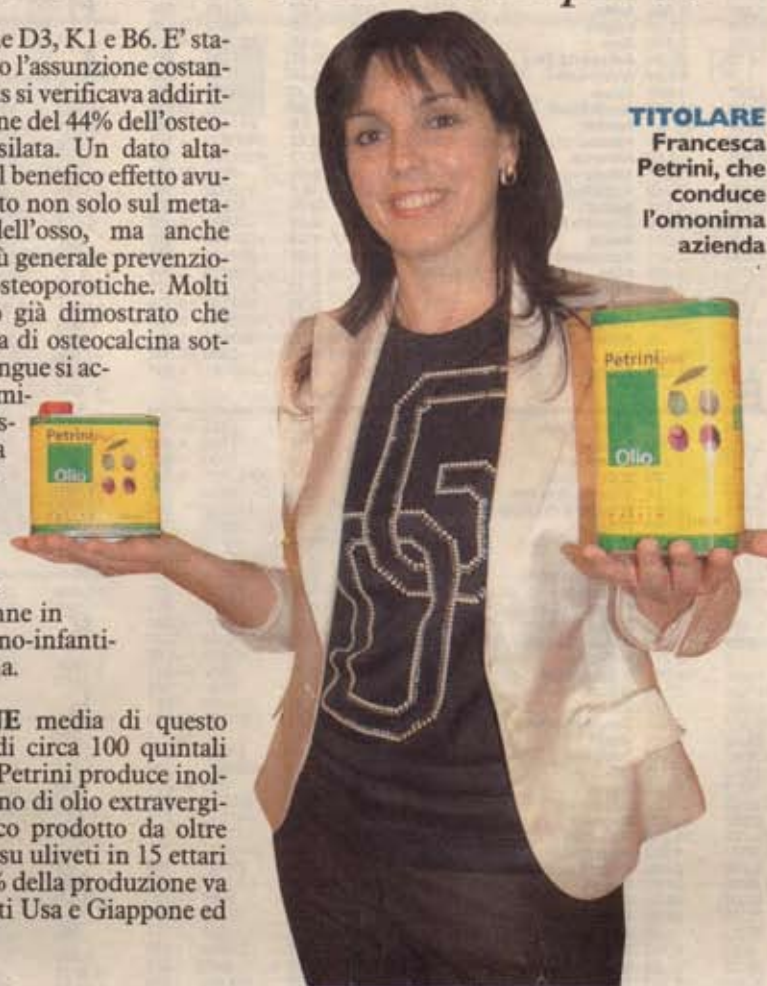 e D3, K1 e B6. E' sta-
o l'assunzione costan-
s si verificava addirit-
ne del 44% dell'osteo-
silata. Un dato alta-
l benefico effetto avu-
to non solo sul meta-
dell'osso, ma anche
ù generale prevenzio-
steoporotiche. Molti
o già dimostrato che
a di osteocalcina sot-
ngue si ac-
mi-
s-
a
nne in
no-infanti-
a.
NE media di questo
di circa 100 quintali
Petrini produce inol-
no di olio extravergi-
co prodotto da oltre
su uliveti in 15 ettari
% della produzione va
ti Usa e Giappone ed
TITOLARE
Francesca
Petrini, che
conduce
l'omonima
azienda
Petrini
Olio
Petrini
Olio